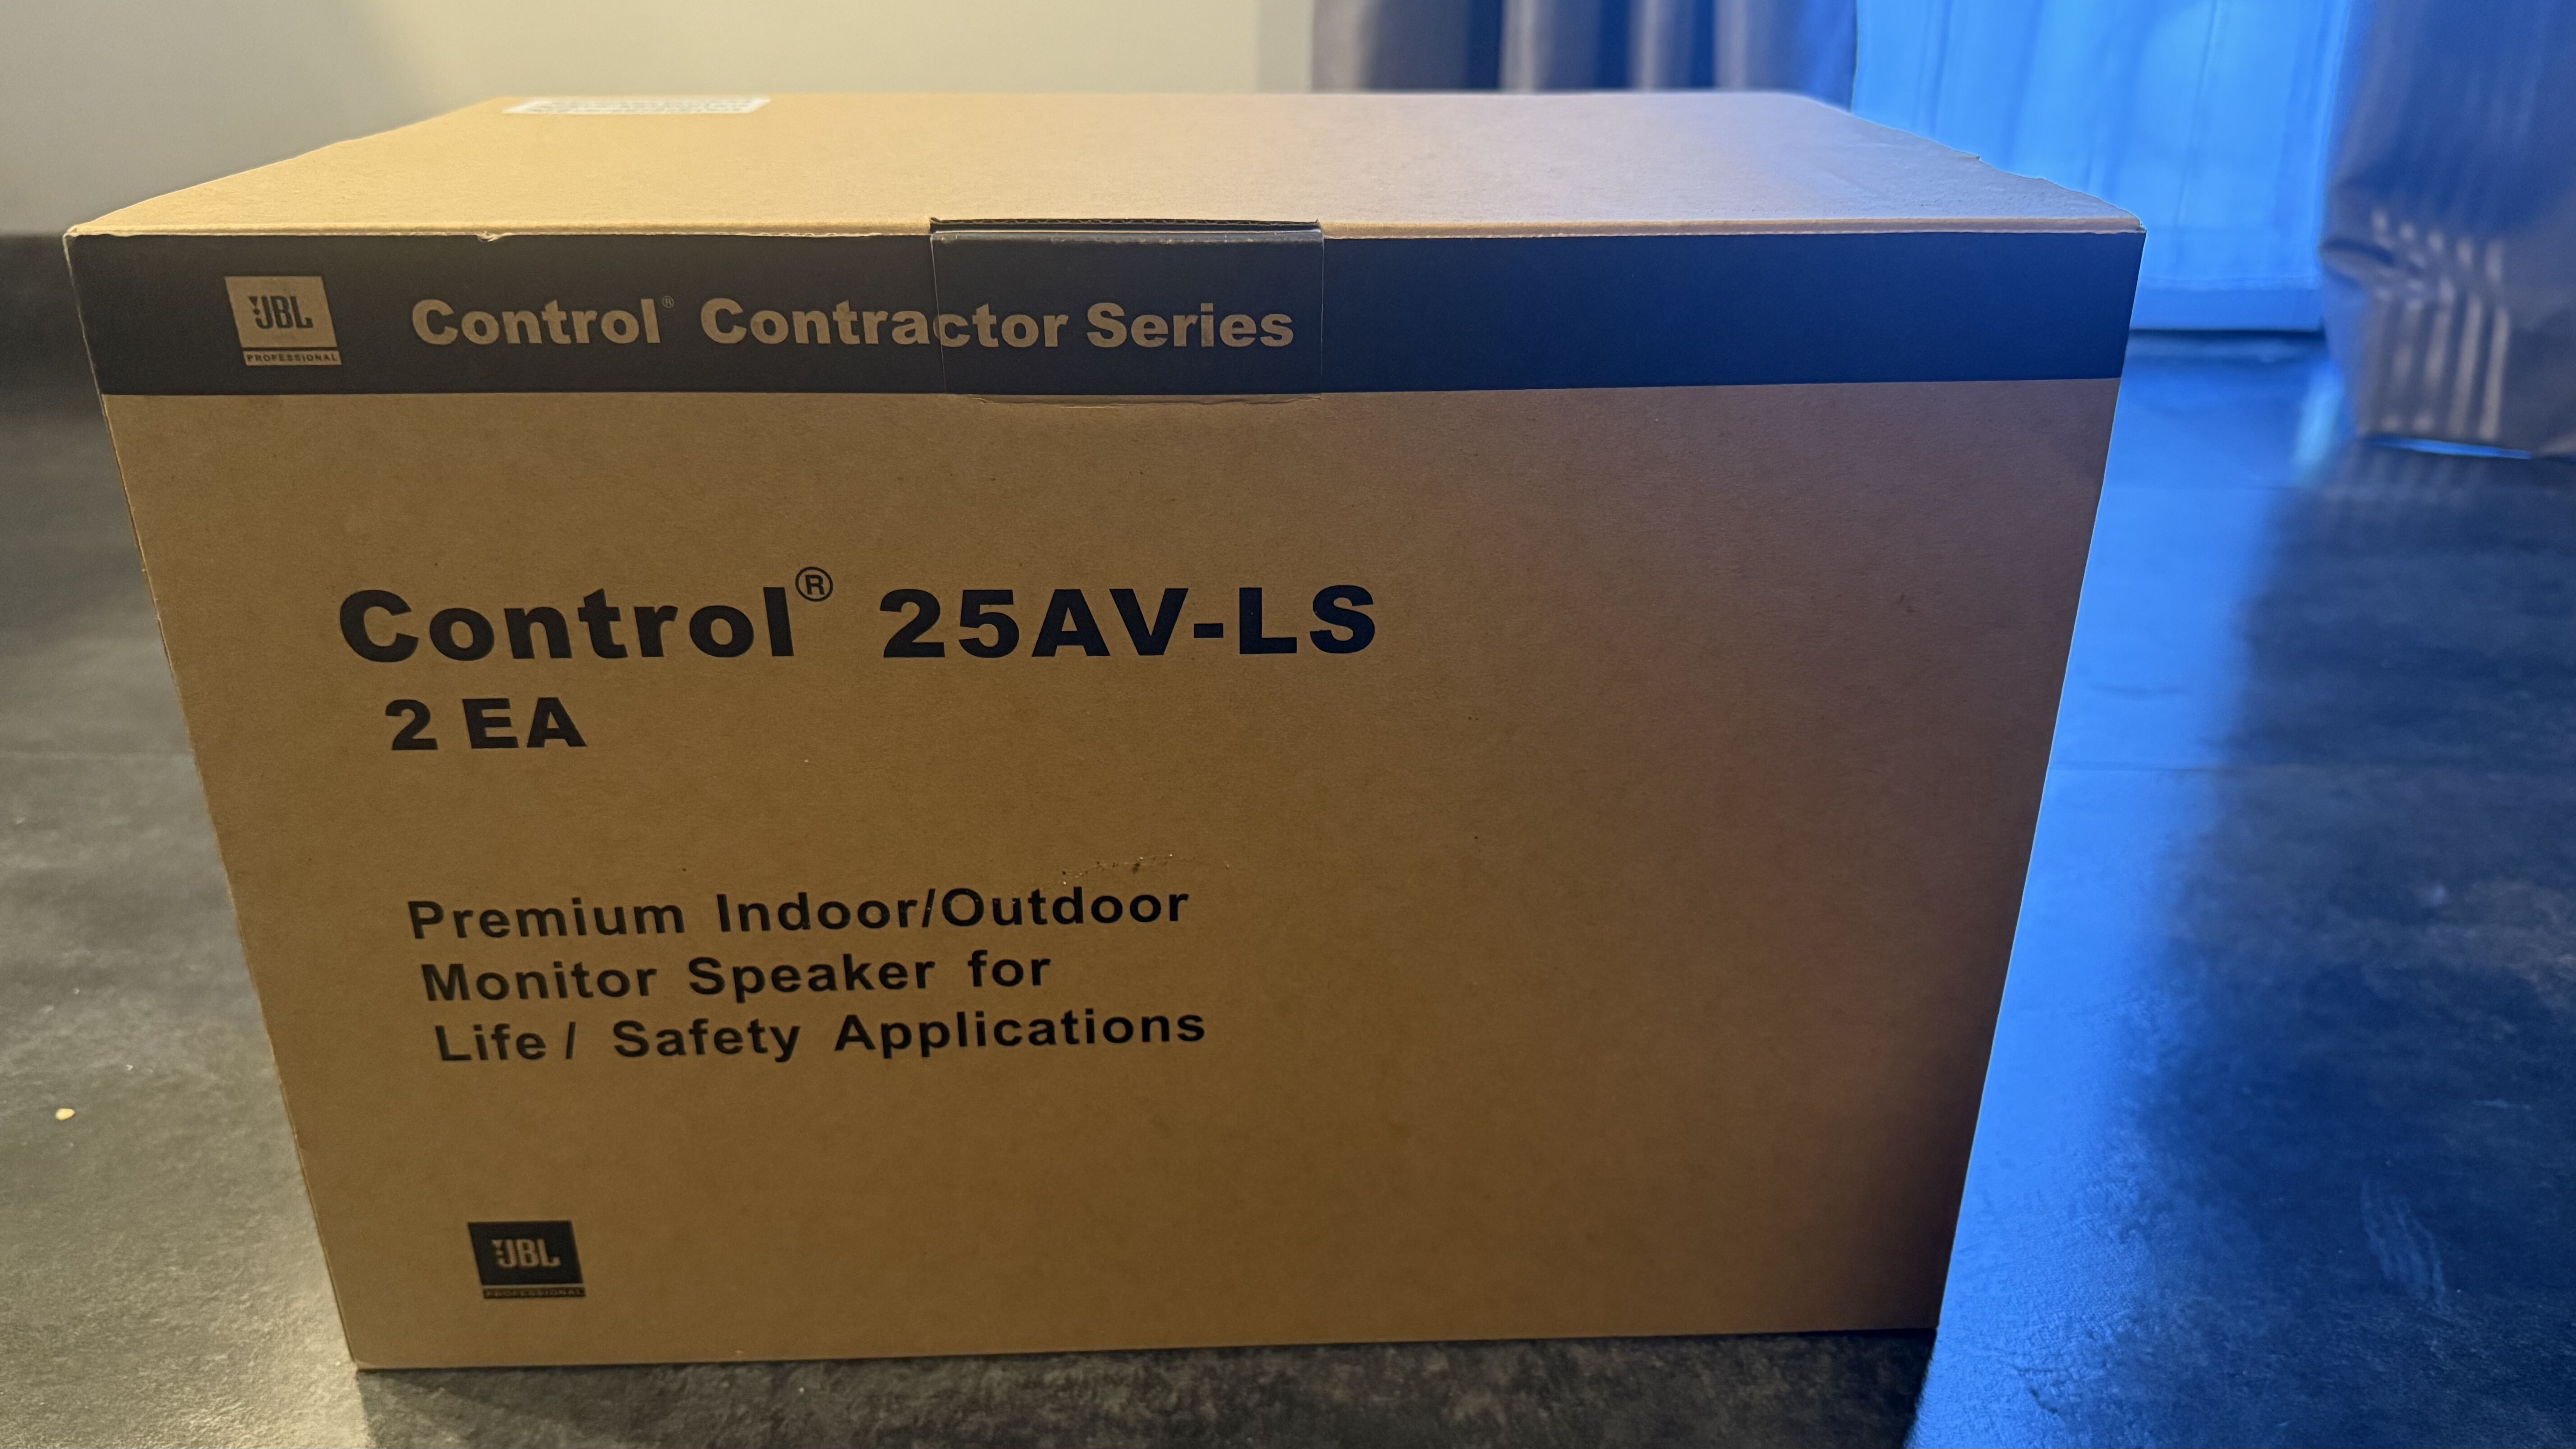 JBL
PROFESSIONAL
Control® Contractor Series
Control® 25AV-LS
2 EA
Premium Indoor/Outdoor
Monitor Speaker for
Life / Safety Applications
JBL
PROFESSIONAL